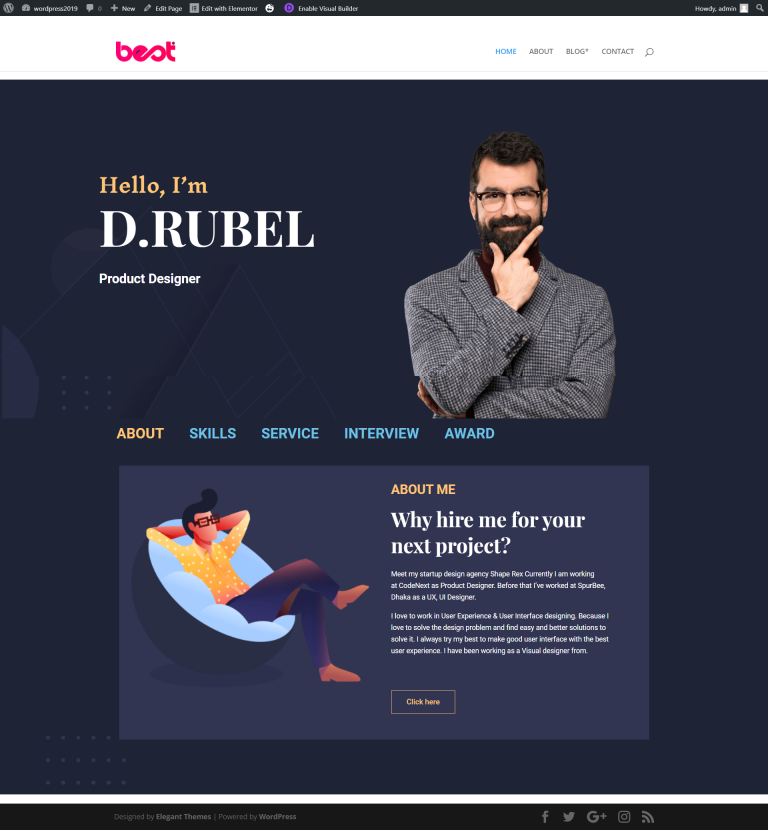 wordpress2019 0 New Edit Page Edit with Elementor Enable Visual Builder Howdy, admin
best
HOME ABOUT BLOG* CONTACT
Hello, I'm
D.RUBEL
Product Designer
ABOUT SKILLS SERVICE INTERVIEW AWARD
ABOUT ME
Why hire me for your
next project?
Meet my startup design agency Shape Rex Currently I am working
at CodeNext as Product Designer. Before that I've worked at SpurBee,
Dhaka as a UX, UI Designer.
I love to work in User Experience & User Interface designing. Because I
love to solve the design problem and find easy and better solutions to
solve it. I always try my best to make good user interface with the best
user experience. I have been working as a Visual designer from.
Click here
Designed by Elegant Themes | Powered by WordPress